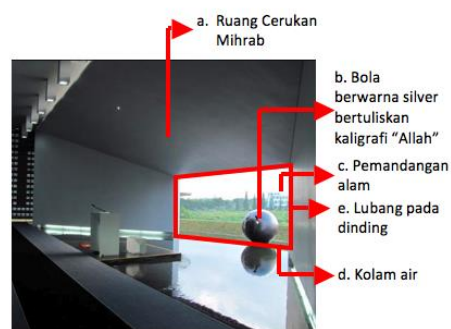 a. Ruang Cerukan
Mihrab
b. Bola
berwarna silver
bertuliskan
kaligrafi “Allah”
c. Pemandangan
alam
e. Lubang pada
dinding
d. Kolam air